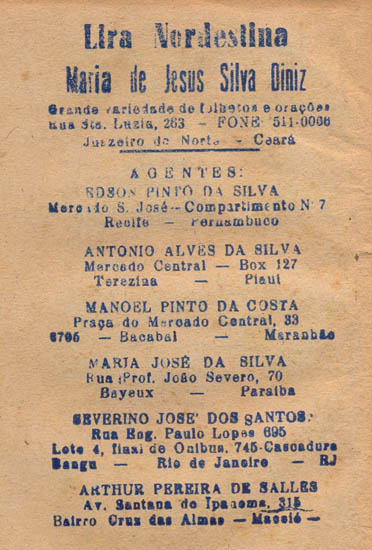 Lira Nordestina
Maria de Jesus Silva Diniz
Grande variedade de folhetos e orações
Rua Sta. Luzia, 263 — FONE 511-0066
Juazeiro do Norte — Ceará
AGENTES:
EDSON PINTO DA SILVA
Mercado S. José — Compartimento Nº 7
Recife — Pernambuco
ANTONIO ALVES DA SILVA
Mercado Central — Box 127
Terezina — Piaui
MANOEL PINTO DA COSTA
Praça do Mercado Central, 33
6705 — Bacabal — Maranhão
MARIA JOSÉ DA SILVA
Rua Prof. João Severo, 70
Bayeux — Paraiba
SEVERINO JOSE' DOS SANTOS:
Rua Eng. Paulo Lopes 695
Lote 4, final de Onibus, 745-Cascadura
Bangu — Rio de Janeiro — RJ
ARTHUR PEREIRA DE SALLES
Av. Santana do Ipanema, 315
Bairro Cruz das Almas — Maceió —